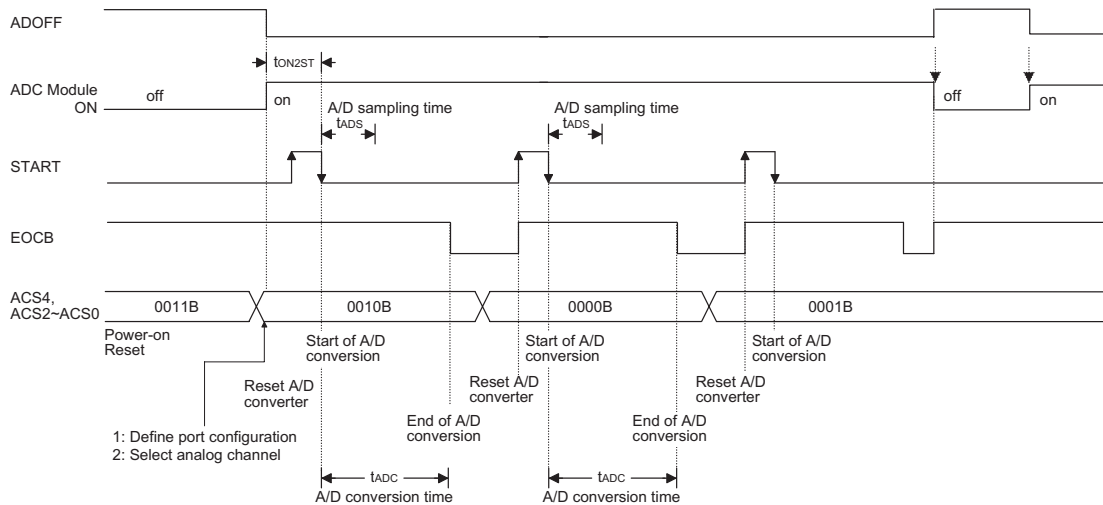 ADOFF
tON2ST
ADC Module
ON
off
on
off
on
A/D sampling time
tADS
A/D sampling time
tADS
START
EOCB
ACS4,
ACS2~ACS0
0011B
0010B
0000B
0001B
Power-on
Reset
Start of A/D
conversion
Start of A/D
conversion
Start of A/D
conversion
Reset A/D
converter
Reset A/D
converter
Reset A/D
converter
End of A/D
conversion
End of A/D
conversion
1: Define port configuration
2: Select analog channel
tADC
A/D conversion time
tADC
A/D conversion time